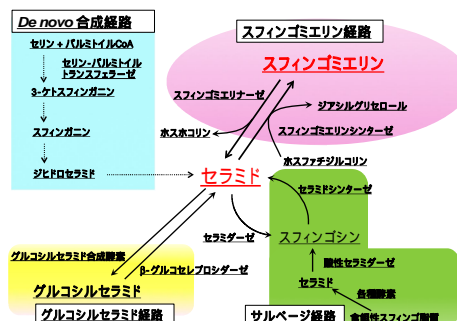 De novo 合成経路
セリン + パルミトイルCoA
セリン-パルミトイル
トランスフェラーゼ
3-ケトスフィンガニン
スフィンガニン
ジヒドロセラミド
スフィンゴミエリン経路
スフィンゴミエリン
スフィンゴミエリナーゼ
ジアシルグリセロール
ホスホコリン
スフィンゴミエリンシンターゼ
ホスファチジルコリン
セラミド
セラミドシンターゼ
セラミダーゼ
スフィンゴシン
グルコシルセラミド合成酵素
β-グルコセレブロシダーゼ
酸性セラミダーゼ
セラミド
グルコシルセラミド
各種酵素
グルコシルセラミド経路
サルベージ経路